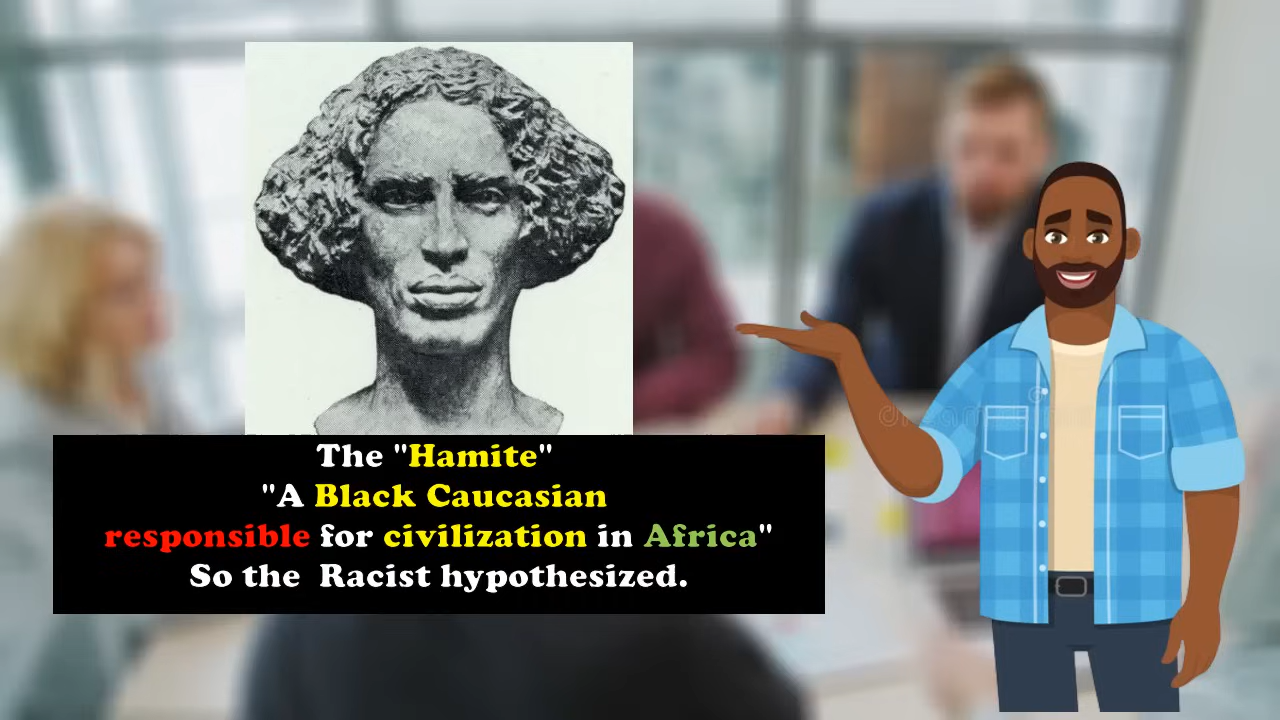 The "Hamite"
"A Black Caucasian
responsible for civilization in Africa"
So the Racist hypothesized.